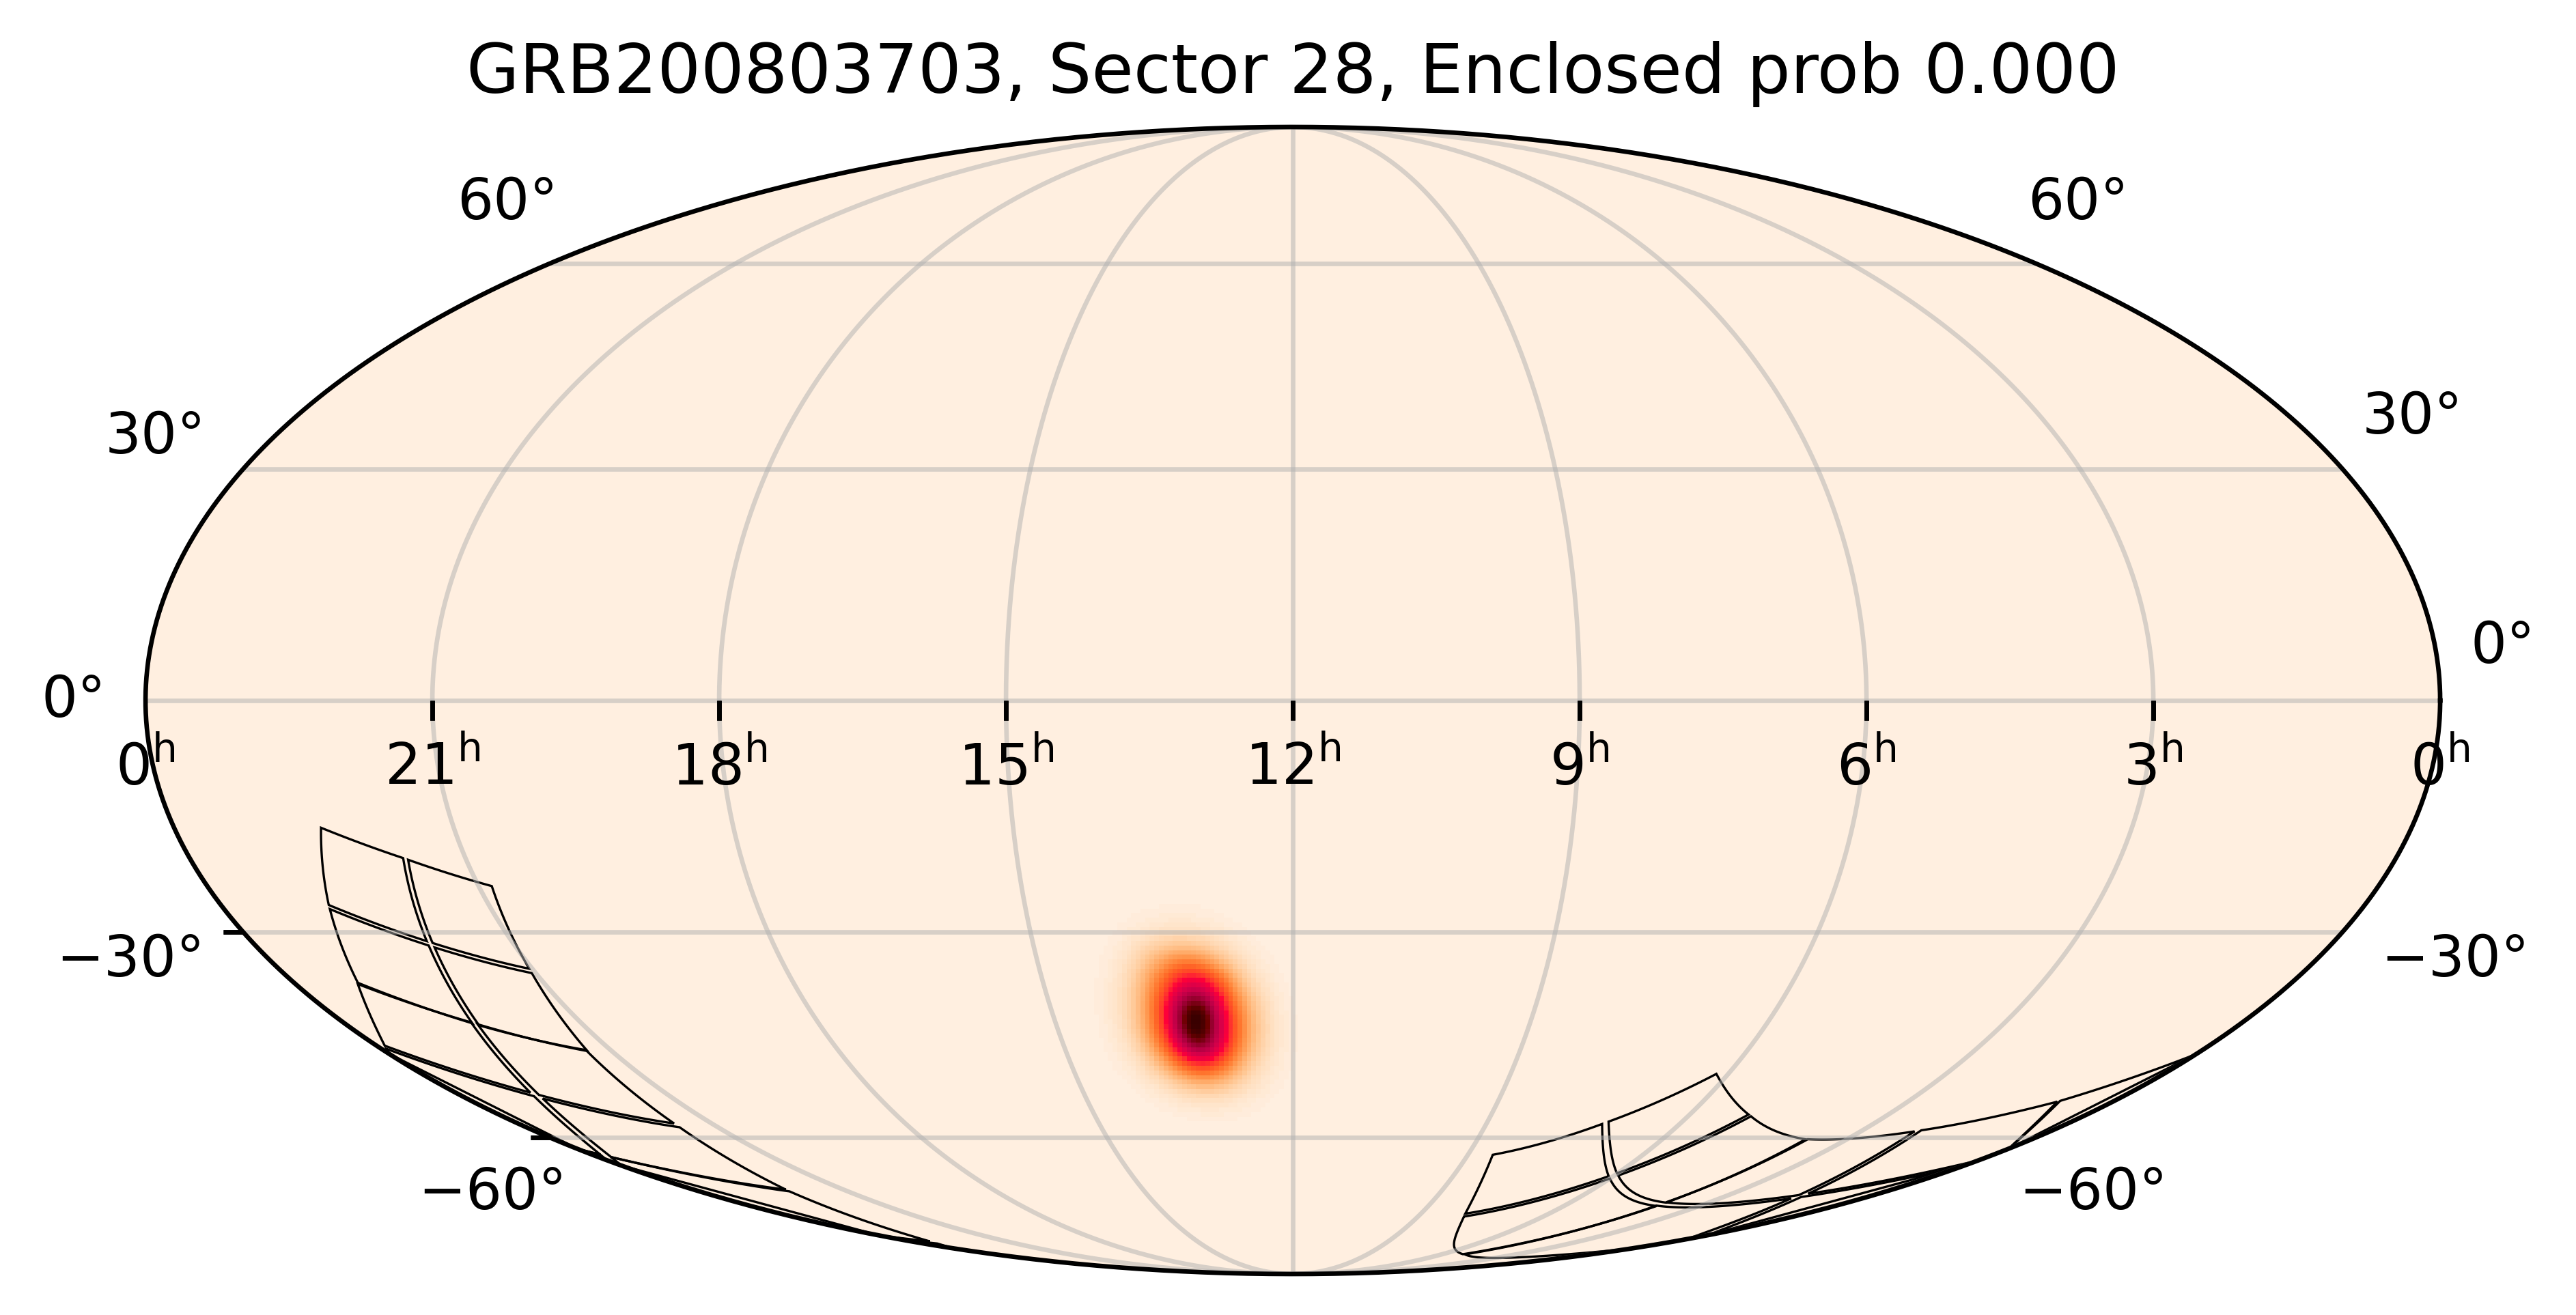 GRB200803703, Sector 28, Enclosed prob 0.000
60° 60°
30° 30°
0° 0°
0ʰ 21ʰ 18ʰ 15ʰ 12ʰ 9ʰ 6ʰ 3ʰ 0ʰ
−30° −30°
−60° −60°